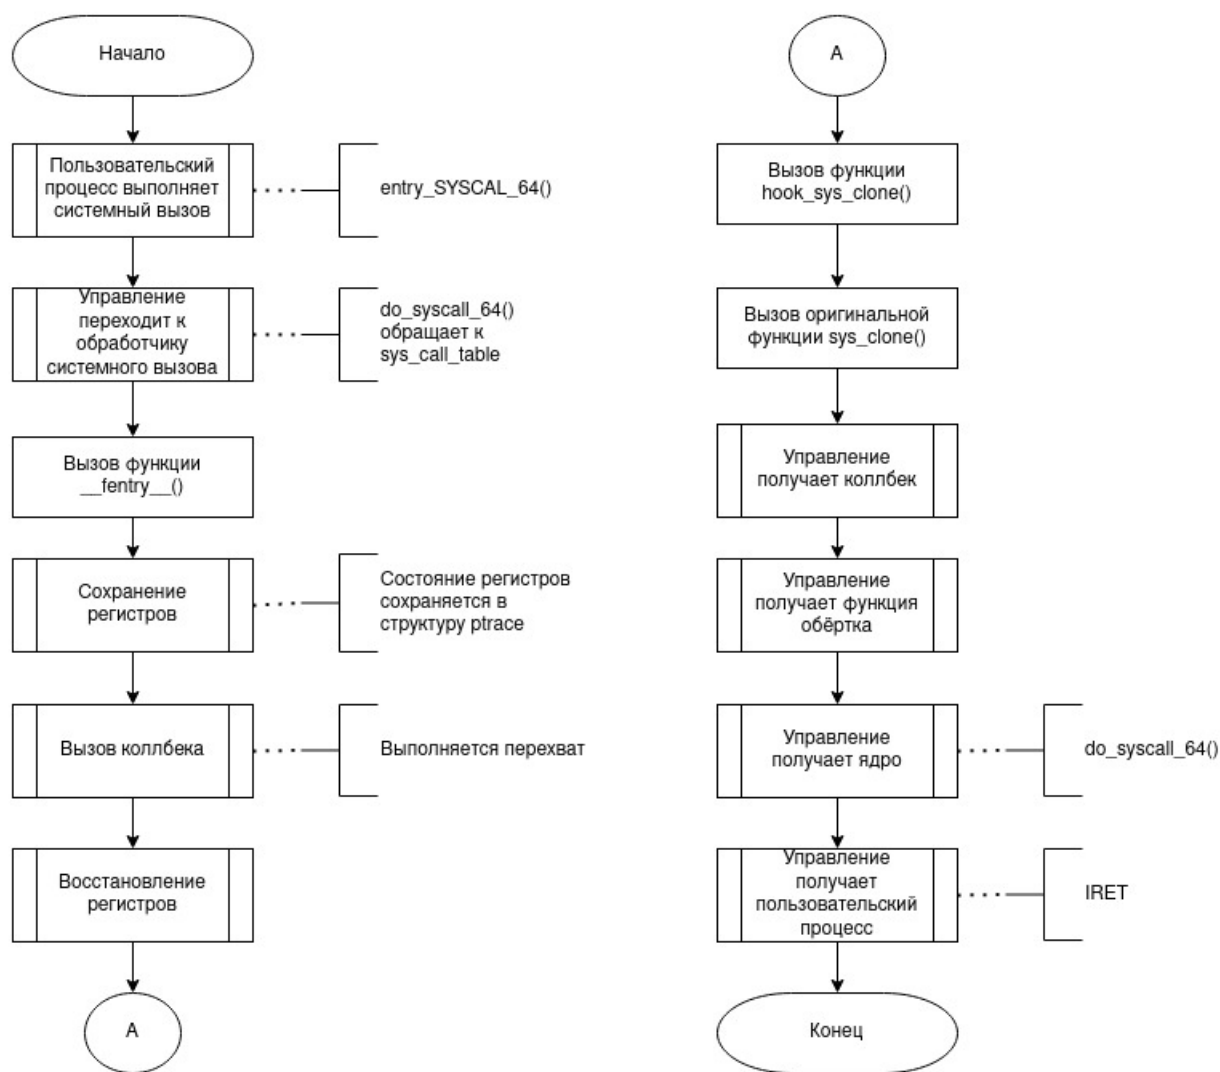 Начало
Пользовательский
процесс выполняет
системный вызов
entry_SYSCAL_64()
Управление
переходит к
обработчику
системного вызова
do_syscall_64()
обращает к
sys_call_table
Вызов функции
__fentry__()
Сохранение
регистров
Состояние регистров
сохраняется в
структуру ptrace
Вызов коллбека
Выполняется перехват
Восстановление
регистров
А
А
Вызов функции
hook_sys_clone()
Вызов оригинальной
функции sys_clone()
Управление
получает коллбек
Управление
получает функция
обёртка
Управление
получает ядро
do_syscall_64()
Управление
получает
пользовательский
процесс
IRET
Конец